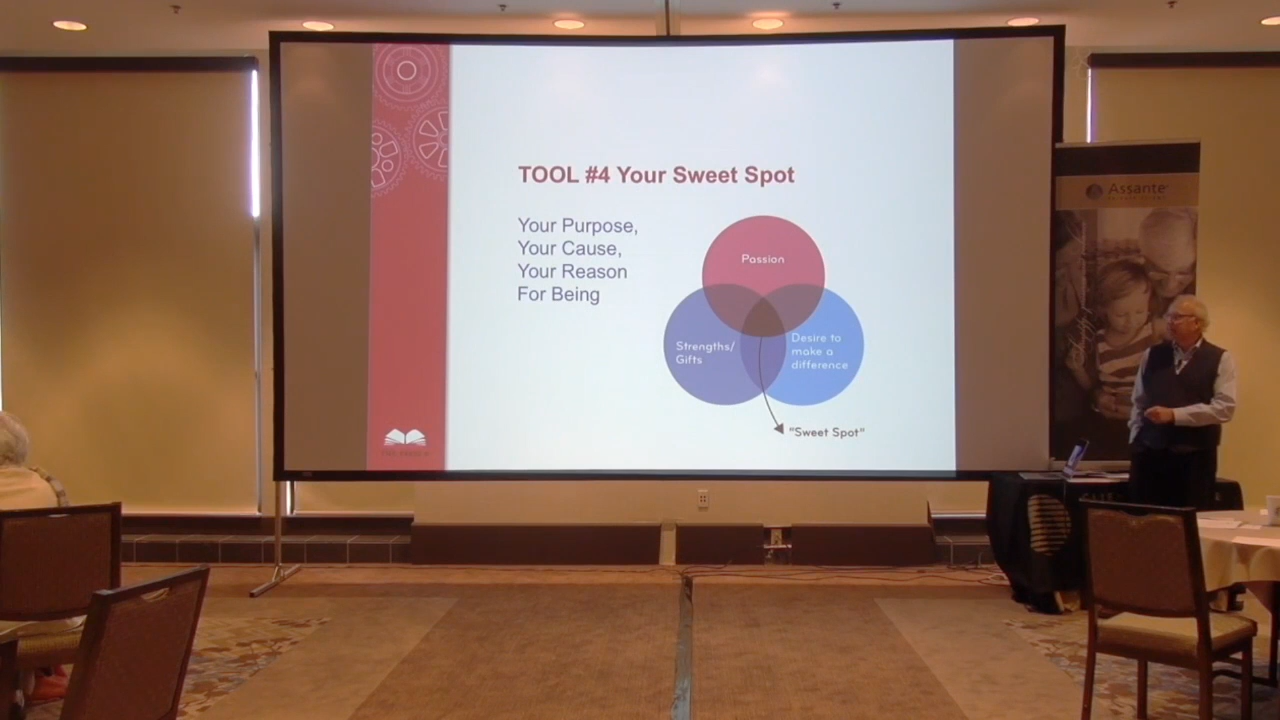 TOOL #4 Your Sweet Spot
Your Purpose,
Your Cause,
Your Reason
For Being
Passion
Strengths/
Gifts
Desire to
make a
difference
"Sweet Spot"
Assante